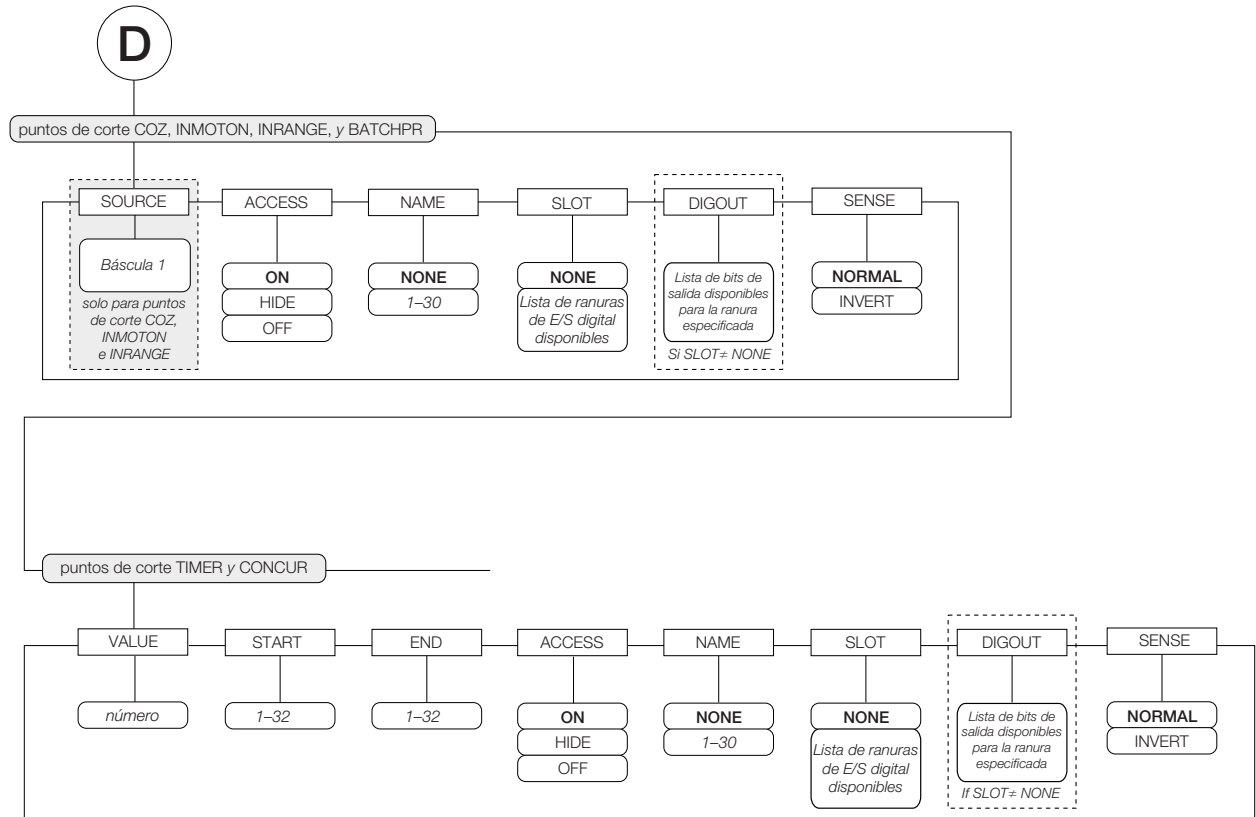 D
puntos de corte COZ, INMOTON, INRANGE, y BATCHPR
SOURCE
Báscula 1
solo para puntos
de corte COZ,
INMOTON
e INRANGE
ACCESS
ON
HIDE
OFF
NAME
NONE
1–30
SLOT
NONE
Lista de ranuras
de E/S digital
disponibles
DIGOUT
Lista de bits de
salida disponibles
para la ranura
especificada
Si SLOT≠ NONE
SENSE
NORMAL
INVERT
puntos de corte TIMER y CONCUR
VALUE
número
START
1–32
END
1–32
ACCESS
ON
HIDE
OFF
NAME
NONE
1–30
SLOT
NONE
Lista de ranuras
de E/S digital
disponibles
DIGOUT
Lista de bits de
salida disponibles
para la ranura
especificada
If SLOT≠ NONE
SENSE
NORMAL
INVERT